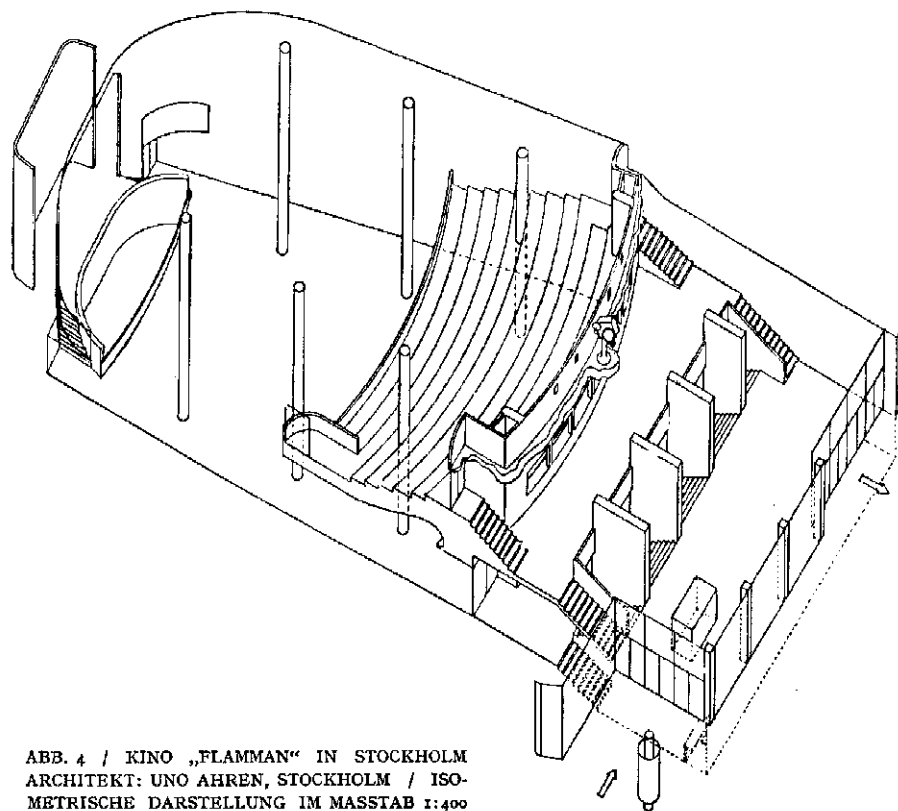 ABB. 4 / KINO „FLAMMAN“ IN STOCKHOLM
ARCHITEKT: UNO AHREN, STOCKHOLM / ISO-
METRISCHE DARSTELLUNG IM MASSTAB 1:400